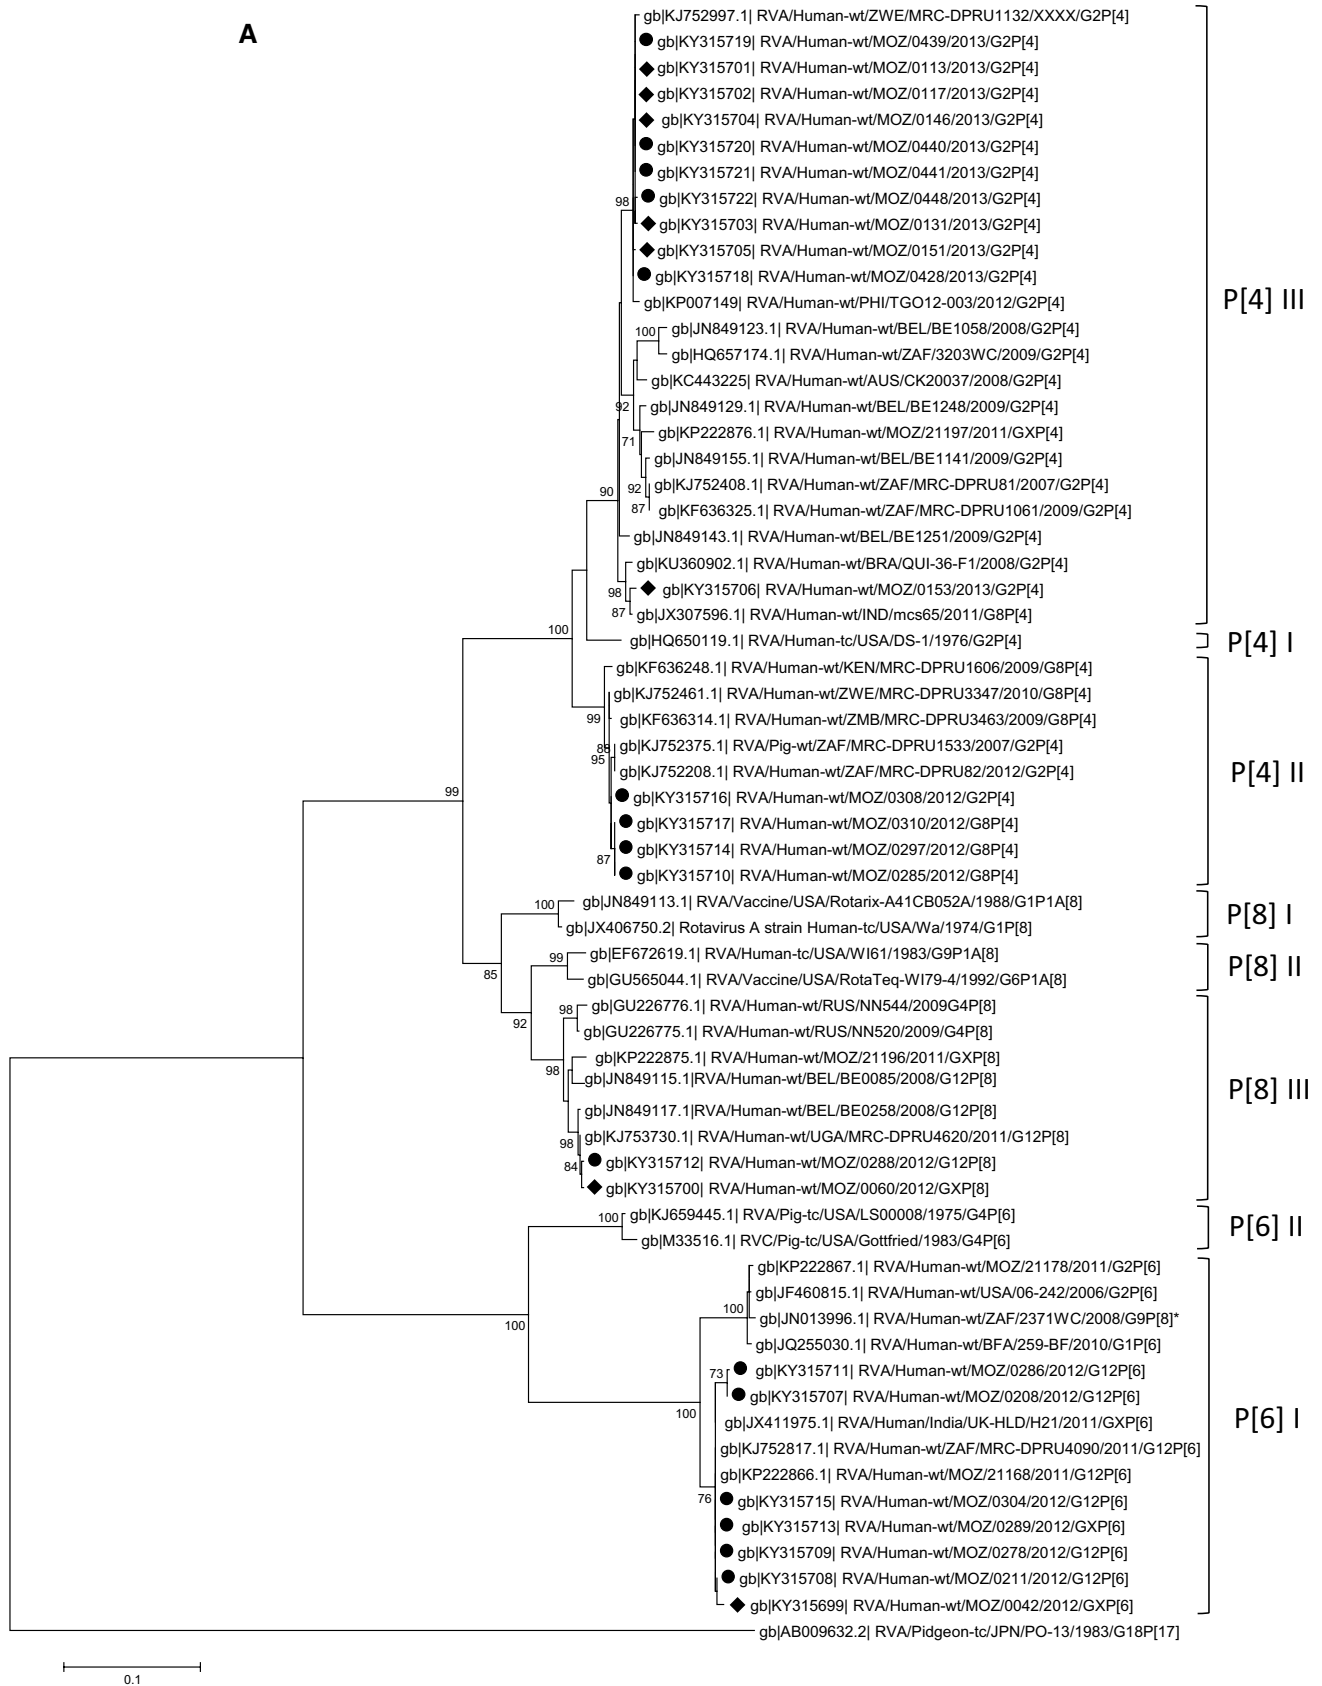 A
gb|KJ752997.1| RVA/Human-wt/ZWE/MRC-DPRU1132/XXXX/G2P[4]
gb|KY315719| RVA/Human-wt/MOZ/0439/2013/G2P[4]
gb|KY315701| RVA/Human-wt/MOZ/0113/2013/G2P[4]
gb|KY315702| RVA/Human-wt/MOZ/0117/2013/G2P[4]
gb|KY315704| RVA/Human-wt/MOZ/0146/2013/G2P[4]
gb|KY315720| RVA/Human-wt/MOZ/0440/2013/G2P[4]
gb|KY315721| RVA/Human-wt/MOZ/0441/2013/G2P[4]
98 gb|KY315722| RVA/Human-wt/MOZ/0448/2013/G2P[4]
gb|KY315703| RVA/Human-wt/MOZ/0131/2013/G2P[4]
gb|KY315705| RVA/Human-wt/MOZ/0151/2013/G2P[4]
gb|KY315718| RVA/Human-wt/MOZ/0428/2013/G2P[4]
gb|KP007149| RVA/Human-wt/PHI/TGO12-003/2012/G2P[4] P[4] III
100 gb|JN849123.1| RVA/Human-wt/BEL/BE1058/2008/G2P[4]
gb|HQ657174.1| RVA/Human-wt/ZAF/3203WC/2009/G2P[4]
gb|KC443225| RVA/Human-wt/AUS/CK20037/2008/G2P[4]
92 gb|JN849129.1| RVA/Human-wt/BEL/BE1248/2009/G2P[4]
71 gb|KP222876.1| RVA/Human-wt/MOZ/21197/2011/GXP[4]
gb|JN849155.1| RVA/Human-wt/BEL/BE1141/2009/G2P[4]
90 92 gb|KJ752408.1| RVA/Human-wt/ZAF/MRC-DPRU81/2007/G2P[4]
87 gb|KF636325.1| RVA/Human-wt/ZAF/MRC-DPRU1061/2009/G2P[4]
gb|JN849143.1| RVA/Human-wt/BEL/BE1251/2009/G2P[4]
gb|KU360902.1| RVA/Human-wt/BRA/QUI-36-F1/2008/G2P[4]
98 gb|KY315706| RVA/Human-wt/MOZ/0153/2013/G2P[4]
87 gb|JX307596.1| RVA/Human-wt/IND/mcs65/2011/G8P[4]
100 gb|HQ650119.1| RVA/Human-tc/USA/DS-1/1976/G2P[4] P[4] I
gb|KF636248.1| RVA/Human-wt/KEN/MRC-DPRU1606/2009/G8P[4]
gb|KJ752461.1| RVA/Human-wt/ZWE/MRC-DPRU3347/2010/G8P[4]
99 gb|KF636314.1| RVA/Human-wt/ZMB/MRC-DPRU3463/2009/G8P[4]
gb|KJ752375.1| RVA/Pig-wt/ZAF/MRC-DPRU1533/2007/G2P[4]
95 gb|KJ752208.1| RVA/Human-wt/ZAF/MRC-DPRU82/2012/G2P[4] P[4] II
99 gb|KY315716| RVA/Human-wt/MOZ/0308/2012/G2P[4]
gb|KY315717| RVA/Human-wt/MOZ/0310/2012/G8P[4]
87 gb|KY315714| RVA/Human-wt/MOZ/0297/2012/G8P[4]
gb|KY315710| RVA/Human-wt/MOZ/0285/2012/G8P[4]
100 gb|JN849113.1| RVA/Vaccine/USA/Rotarix-A41CB052A/1988/G1P1A[8] P[8] I
gb|JX406750.2| Rotavirus A strain Human-tc/USA/Wa/1974/G1P[8]
99 gb|EF672619.1| RVA/Human-tc/USA/WI61/1983/G9P1A[8] P[8] II
85 gb|GU565044.1| RVA/Vaccine/USA/RotaTeq-WI79-4/1992/G6P1A[8]
98 gb|GU226776.1| RVA/Human-wt/RUS/NN544/2009G4P[8]
92 gb|GU226775.1| RVA/Human-wt/RUS/NN520/2009/G4P[8]
98 gb|KP222875.1| RVA/Human-wt/MOZ/21196/2011/GXP[8]
gb|JN849115.1|RVA/Human-wt/BEL/BE0085/2008/G12P[8] P[8] III
gb|JN849117.1|RVA/Human-wt/BEL/BE0258/2008/G12P[8]
98 gb|KJ753730.1| RVA/Human-wt/UGA/MRC-DPRU4620/2011/G12P[8]
84 gb|KY315712| RVA/Human-wt/MOZ/0288/2012/G12P[8]
gb|KY315700| RVA/Human-wt/MOZ/0060/2012/GXP[8]
100 gb|KJ659445.1| RVA/Pig-tc/USA/LS00008/1975/G4P[6] P[6] II
gb|M33516.1| RVC/Pig-tc/USA/Gottfried/1983/G4P[6]
gb|KP222867.1| RVA/Human-wt/MOZ/21178/2011/G2P[6]
gb|JF460815.1| RVA/Human-wt/USA/06-242/2006/G2P[6]
100 100 gb|JN013996.1| RVA/Human-wt/ZAF/2371WC/2008/G9P[8]*
gb|JQ255030.1| RVA/Human-wt/BFA/259-BF/2010/G1P[6]
73 gb|KY315711| RVA/Human-wt/MOZ/0286/2012/G12P[6]
gb|KY315707| RVA/Human-wt/MOZ/0208/2012/G12P[6]
100 gb|JX411975.1| RVA/Human/India/UK-HLD/H21/2011/GXP[6] P[6] I
gb|KJ752817.1| RVA/Human-wt/ZAF/MRC-DPRU4090/2011/G12P[6]
gb|KP222866.1| RVA/Human-wt/MOZ/21168/2011/G12P[6]
76 gb|KY315715| RVA/Human-wt/MOZ/0304/2012/G12P[6]
gb|KY315713| RVA/Human-wt/MOZ/0289/2012/GXP[6]
gb|KY315709| RVA/Human-wt/MOZ/0278/2012/G12P[6]
gb|KY315708| RVA/Human-wt/MOZ/0211/2012/G12P[6]
gb|KY315699| RVA/Human-wt/MOZ/0042/2012/GXP[6]
gb|AB009632.2| RVA/Pidgeon-tc/JPN/PO-13/1983/G18P[17]
0.1